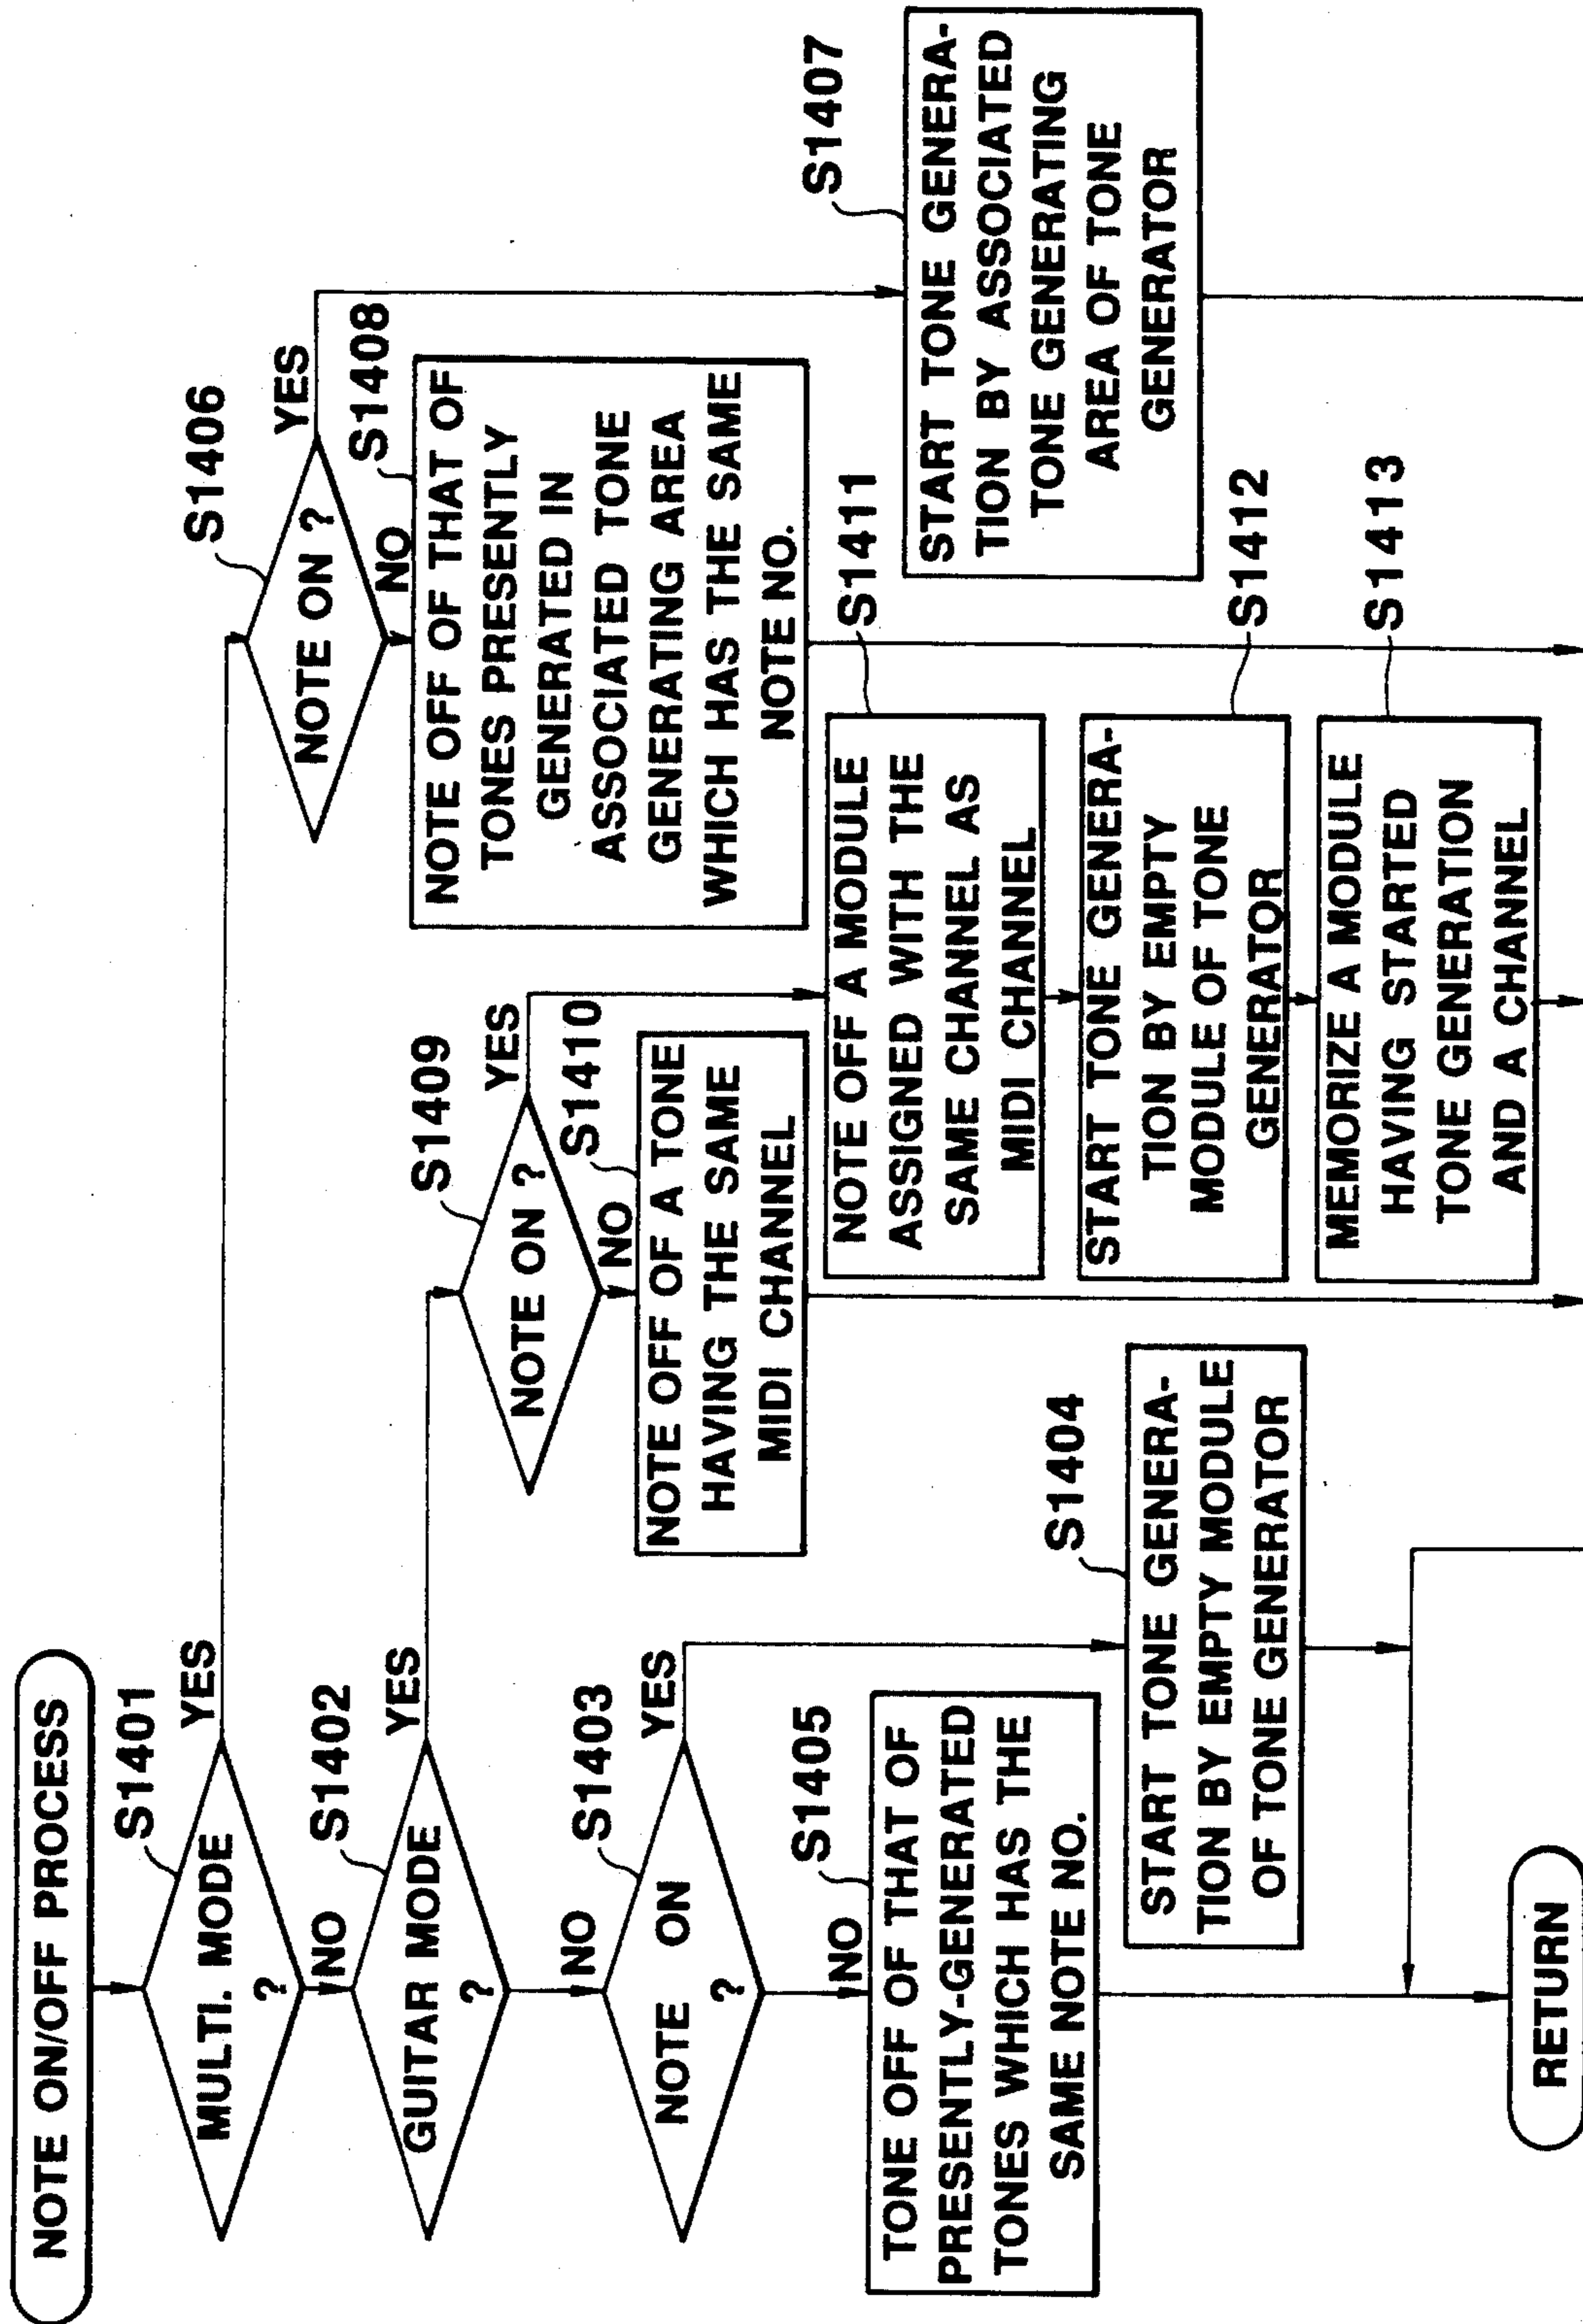 NOTE ON/OFF PROCESS
S1401
MULTI. MODE
?
YES
NO
S1402
GUITAR MODE
?
YES
NO
S1403
NOTE ON
?
YES
NO
S1405
TONE OFF OF THAT OF
PRESENTLY-GENERATED
TONES WHICH HAS THE
SAME NOTE NO.
S1404
START TONE GENERA-
TION BY EMPTY MODULE
OF TONE GENERATOR
RETURN
S1409
NOTE ON ?
YES
NO
S1410
NOTE OFF OF A TONE
HAVING THE SAME
MIDI CHANNEL
S1411
NOTE OFF A MODULE
ASSIGNED WITH THE
SAME CHANNEL AS
MIDI CHANNEL
S1412
START TONE GENERA-
TION BY EMPTY
MODULE OF TONE
GENERATOR
S1413
MEMORIZE A MODULE
HAVING STARTED
TONE GENERATION
AND A CHANNEL
S1406
NOTE ON ?
YES
NO
S1408
NOTE OFF OF THAT OF
TONES PRESENTLY
GENERATED IN
ASSOCIATED TONE
GENERATING AREA
WHICH HAS THE SAME
NOTE NO.
S1407
START TONE GENERA-
TION BY ASSOCIATED
TONE GENERATING
AREA OF TONE
GENERATOR